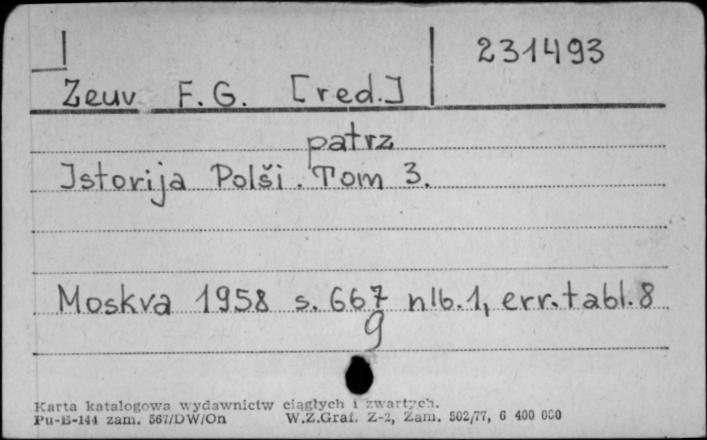 231493
Zeuv F.G. [red.]
patrz
Istorija Polši. Tom 3.
Moskva 1958 s. 667 nlb. 1, err. tabl. 8
9
Karta katalogowa wydawnictw ciągłych i zwartych.
Pu-B-144 zam. 567/DW/On W.Z.Graf. Z-2, Zam. 502/77, 6 400 000